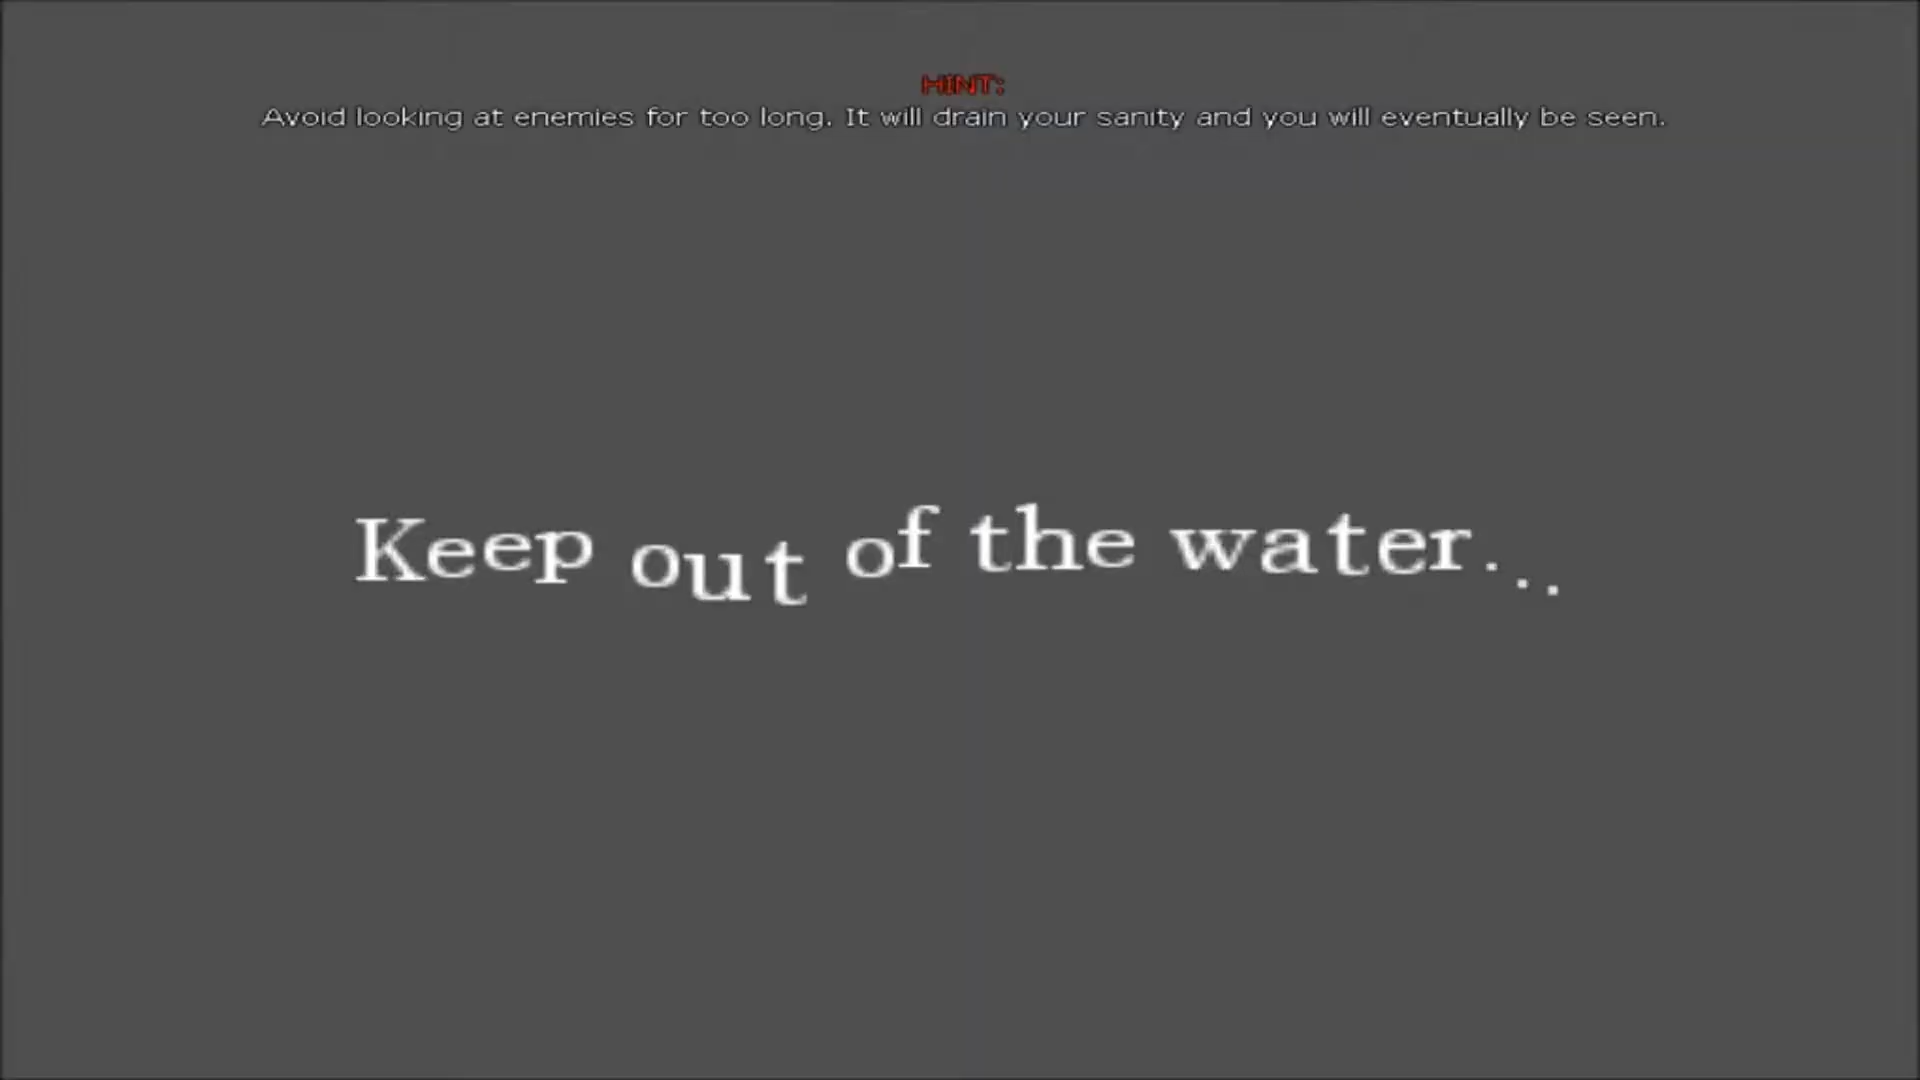 HINT:
Avoid looking at enemies for too long. It will drain your sanity and you will eventually be seen.
Keep out of the water...